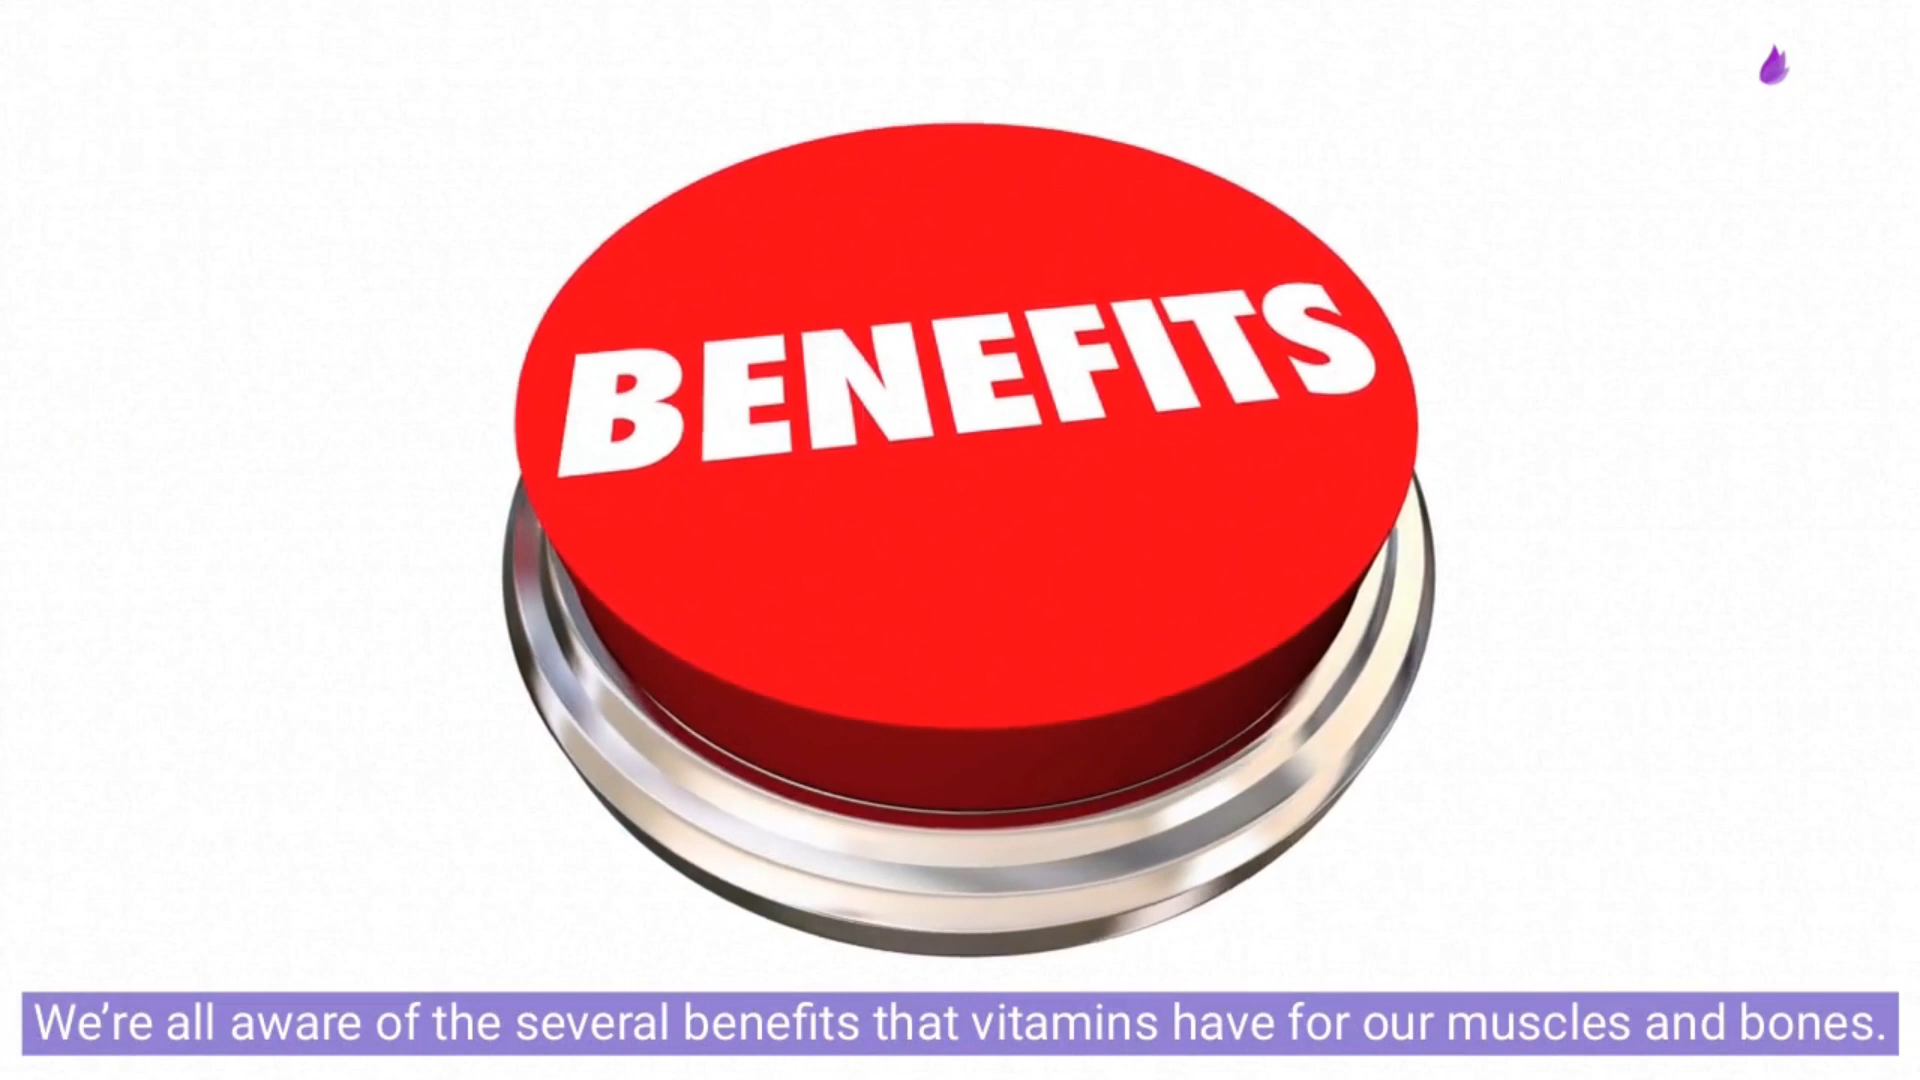 BENEFITS
We’re all aware of the several benefits that vitamins have for our muscles and bones.